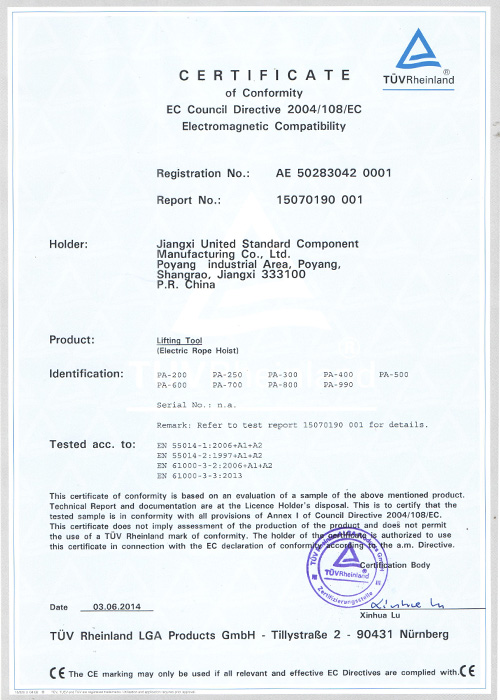 TÜVRheinland®
CERTIFICATE
of Conformity
EC Council Directive 2004/108/EC
Electromagnetic Compatibility
Registration No.: AE 50283042 0001
Report No.: 15070190 001
Holder: Jiangxi United Standard Component
Manufacturing Co., Ltd.
Poyang industrial Area, Poyang,
Shangrao, Jiangxi 333100
P.R. China
Product: Lifting Tool
(Electric Rope Hoist)
Identification: PA-200 PA-250 PA-300 PA-400 PA-500
PA-600 PA-700 PA-800 PA-990
Serial No.: n.a.
Remark: Refer to test report 15070190 001 for details.
Tested acc. to: EN 55014-1:2006+A1+A2
EN 55014-2:1997+A1+A2
EN 61000-3-2:2006+A1+A2
EN 61000-3-3:2013
This certificate of conformity is based on an evaluation of a sample of the above mentioned product.
Technical Report and documentation are at the Licence Holder's disposal. This is to certify that the
tested sample is in conformity with all provisions of Annex I of Council Directive 2004/108/EC.
This certificate does not imply assessment of the production of the product and does not permit
the use of a TÜV Rheinland mark of conformity. The holder of the certificate is authorized to use
this certificate in connection with the EC declaration of conformity according to the a.m. Directive.
TÜVRheinland
Zertifizierungsstelle
Certification Body
Date 03.06.2014
Xinhua Lu
Xinhua Lu
TÜV Rheinland LGA Products GmbH - Tillystraße 2 - 90431 Nürnberg
CE The CE marking may only be used if all relevant and effective EC Directives are complied with. CE